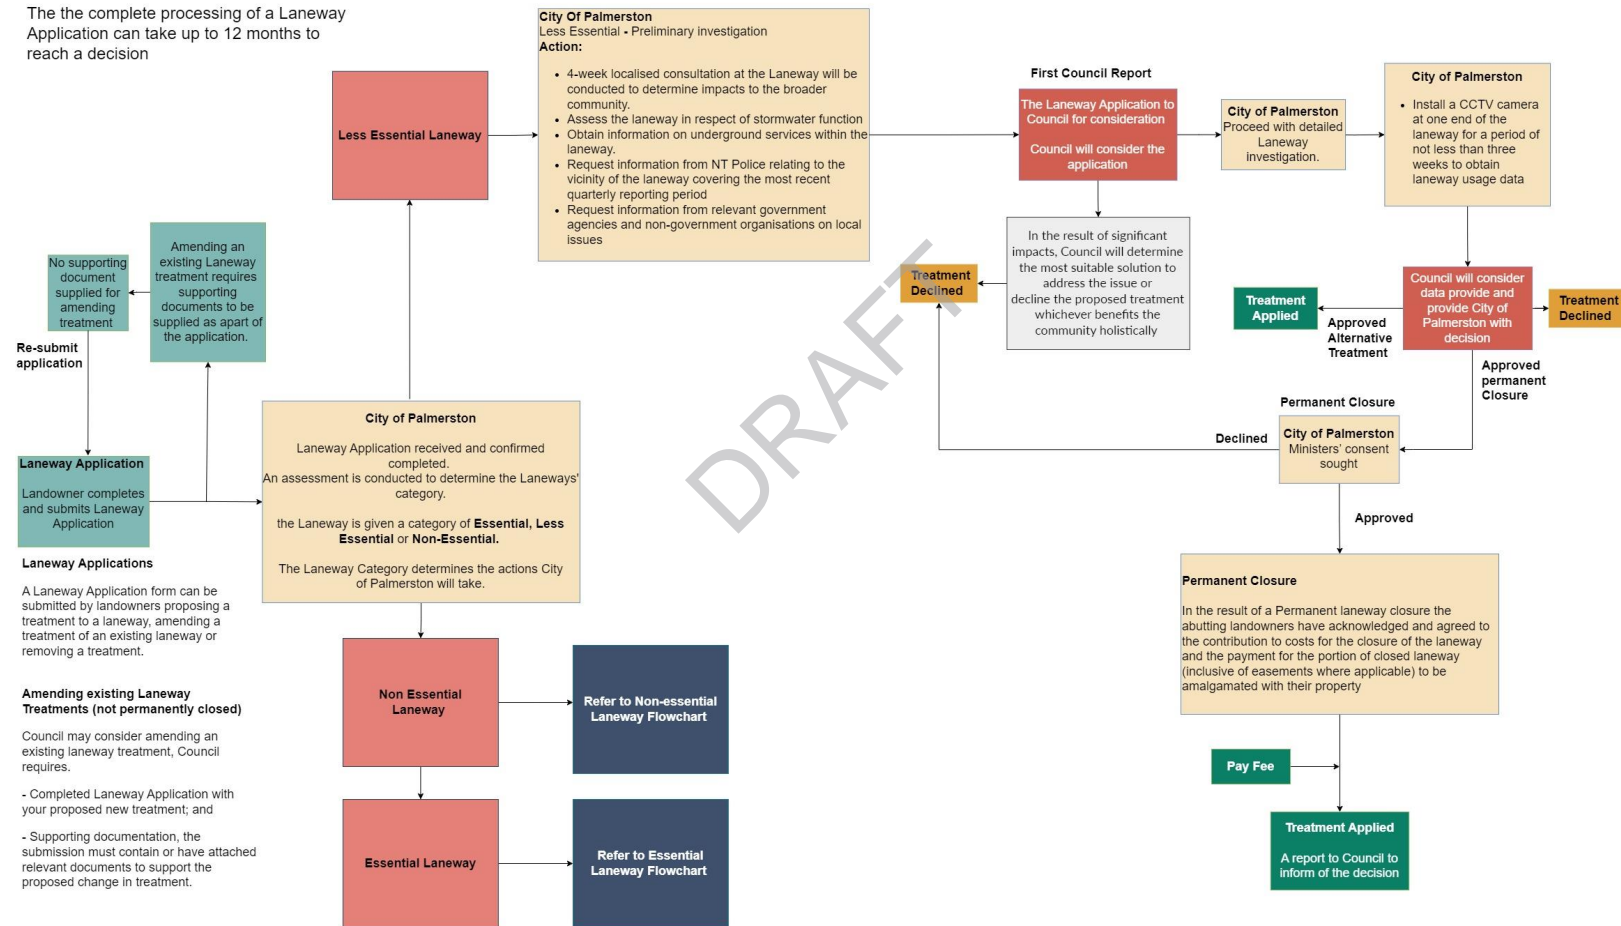 The the complete processing of a Laneway
Application can take up to 12 months to
reach a decision
City Of Palmerston
Less Essential - Preliminary investigation
Action:
• 4-week localised consultation at the Laneway will be
conducted to determine impacts to the broader
community.
• Assess the laneway in respect of stormwater function
• Obtain information on underground services within the
laneway.
• Request information from NT Police relating to the
vicinity of the laneway covering the most recent
quarterly reporting period
• Request information from relevant government
agencies and non-government organisations on local
issues
Less Essential Laneway
First Council Report
The Laneway Application to
Council for consideration
Council will consider the
application
City of Palmerston
Proceed with detailed
Laneway
investigation.
City of Palmerston
• Install a CCTV camera
at one end of the
laneway for a period of
not less than three
weeks to obtain
laneway usage data
In the result of significant
impacts, Council will determine
the most suitable solution to
address the issue or
decline the proposed treatment
whichever benefits the
community holistically
Treatment
Declined
Treatment
Applied
Approved
Alternative
Treatment
Council will consider
data provide and
provide City of
Palmerston with
decision
Treatment
Declined
Approved
permanent
Closure
Permanent Closure
City of Palmerston
Ministers' consent
sought
Declined
Approved
Permanent Closure
In the result of a Permanent laneway closure the
abutting landowners have acknowledged and agreed to
the contribution to costs for the closure of the laneway
and the payment for the portion of closed laneway
(inclusive of easements where applicable) to be
amalgamated with their property
Pay Fee
Treatment Applied
A report to Council to
inform of the decision
DRAFT
No supporting
document
supplied for
amending
treatment
Amending an
existing Laneway
treatment requires
supporting
documents to be
supplied as apart of
the application.
Re-submit
application
Laneway Application
Landowner completes
and submits Laneway
Application
City of Palmerston
Laneway Application received and confirmed
completed.
An assessment is conducted to determine the Laneways'
category.
the Laneway is given a category of Essential, Less
Essential or Non-Essential.
The Laneway Category determines the actions City
of Palmerston will take.
Laneway Applications
A Laneway Application form can be
submitted by landowners proposing a
treatment to a laneway, amending a
treatment of an existing laneway or
removing a treatment.
Amending existing Laneway
Treatments (not permanently closed)
Council may consider amending an
existing laneway treatment, Council
requires.
- Completed Laneway Application with
your proposed new treatment; and
- Supporting documentation, the
submission must contain or have attached
relevant documents to support the
proposed change in treatment.
Non Essential
Laneway
Refer to Non-essential
Laneway Flowchart
Essential Laneway
Refer to Essential
Laneway Flowchart